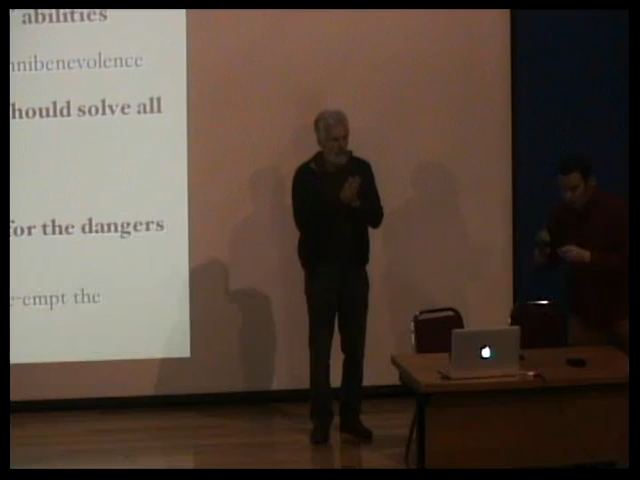 abilities
nibenevolence
hould solve all
for the dangers
e-empt the